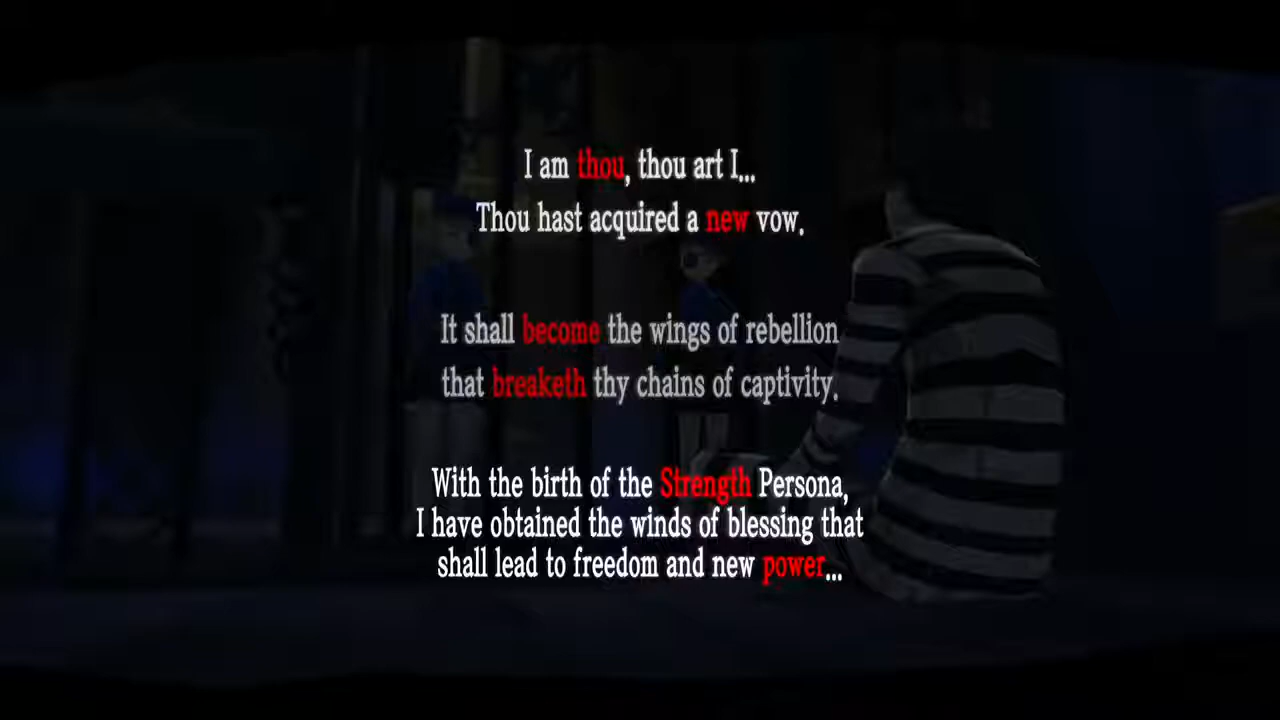 I am thou, thou art I...
Thou hast acquired a new vow.
It shall become the wings of rebellion
that breaketh thy chains of captivity.
With the birth of the Strength Persona,
I have obtained the winds of blessing that
shall lead to freedom and new power...